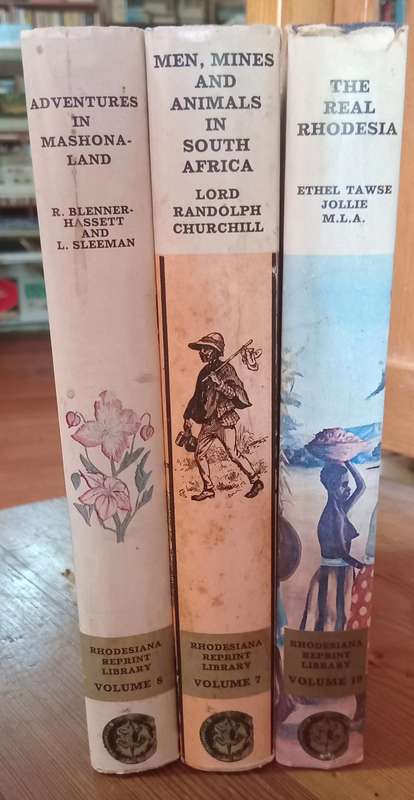 ADVENTURES
IN
MASHONA-
LAND
R. BLENNER-
HASSETT
AND
L. SLEEMAN
RHODESIANA
REPRINT
LIBRARY
VOLUME 8
MEN, MINES
AND
ANIMALS
IN
SOUTH
AFRICA
LORD
RANDOLPH
CHURCHILL
RHODESIANA
REPRINT
LIBRARY
VOLUME 7
THE
REAL
RHODESIA
ETHEL TAWSE
JOLLIE
M.L.A.
RHODESIANA
REPRINT
LIBRARY
VOLUME